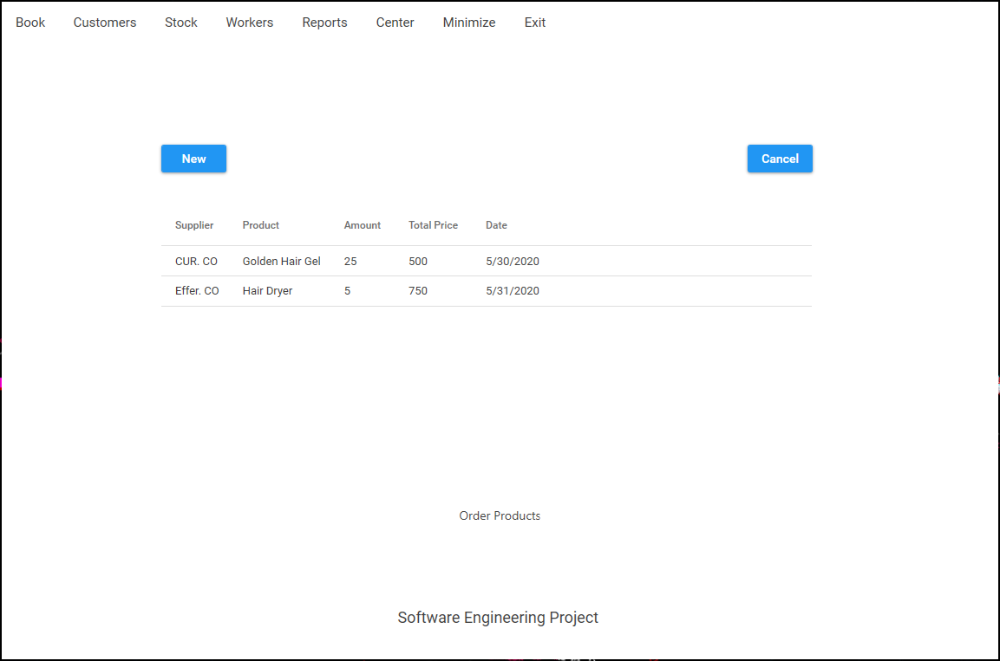 Book Customers Stock Workers Reports Center Minimize Exit
New Cancel
Supplier Product Amount Total Price Date
CUR. CO Golden Hair Gel 25 500 5/30/2020
Effer. CO Hair Dryer 5 750 5/31/2020
Order Products
Software Engineering Project